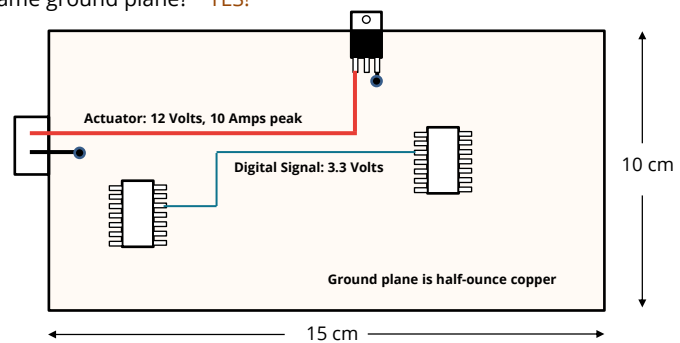 ame ground plane? YES!
Actuator: 12 Volts, 10 Amps peak
Digital Signal: 3.3 Volts
10 cm
Ground plane is half-ounce copper
15 cm